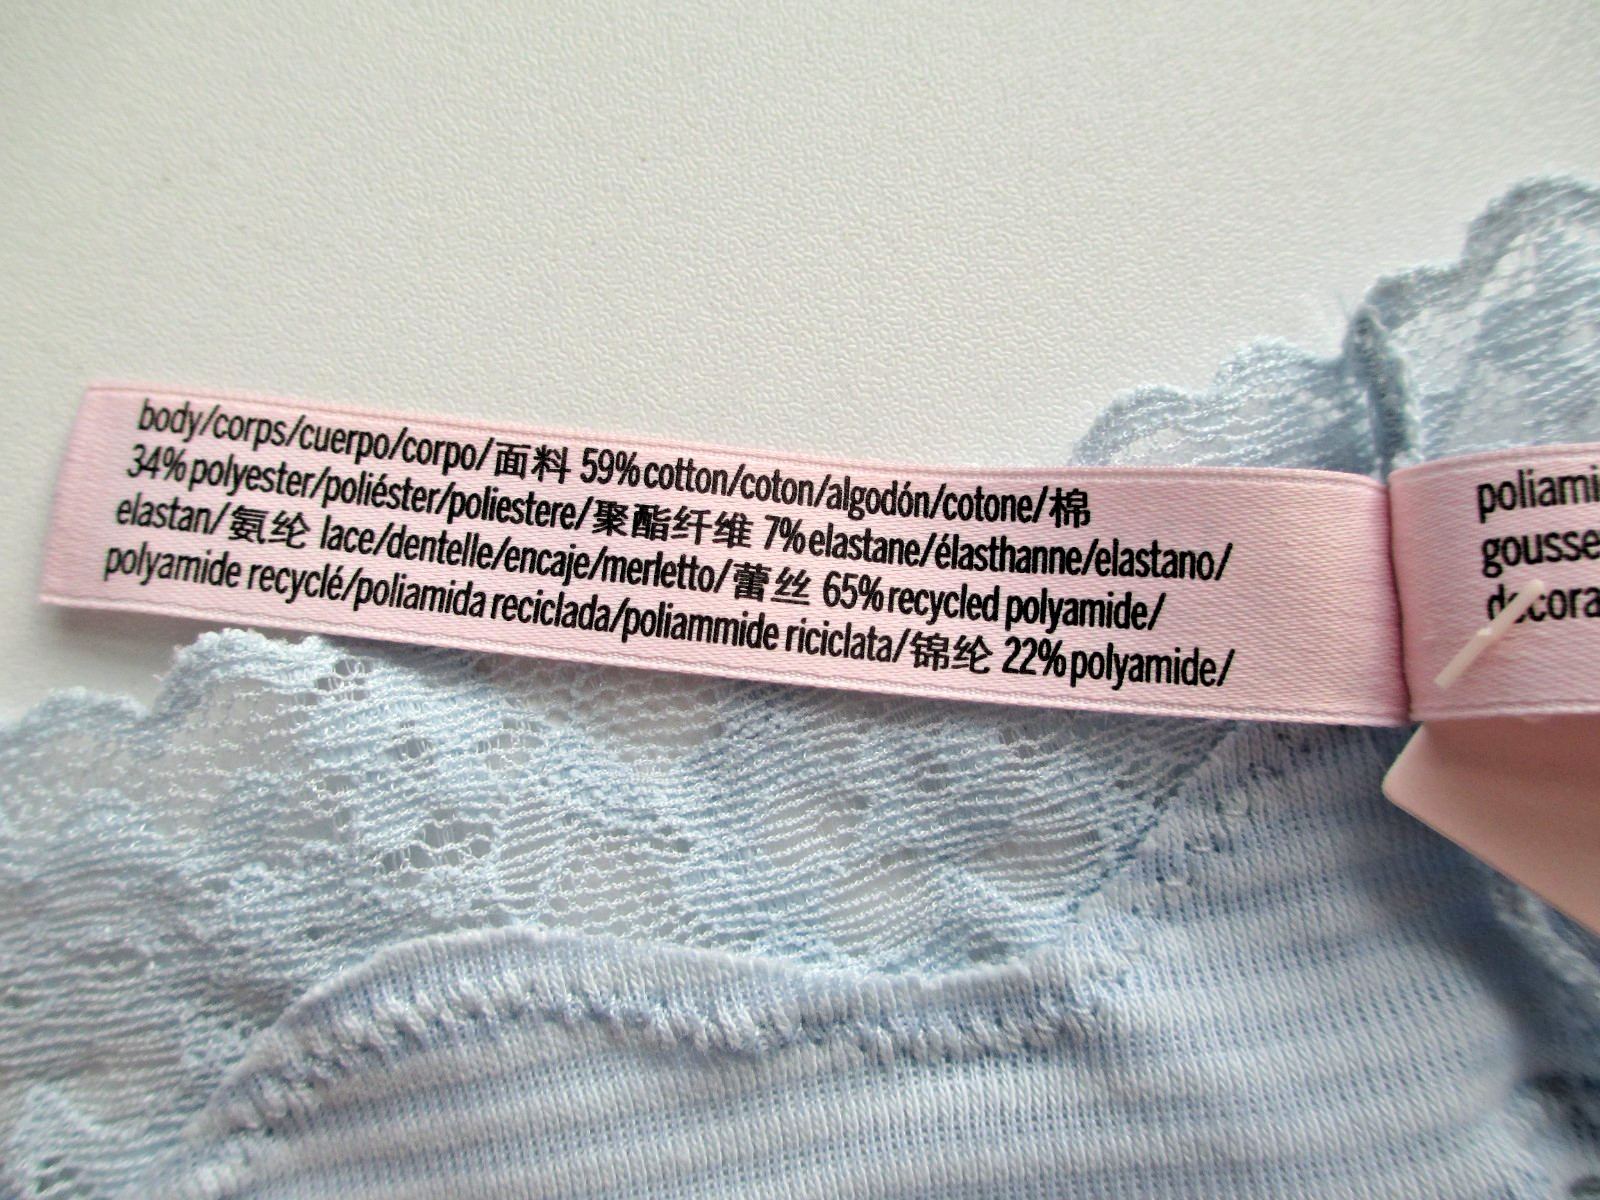 body/corps/cuerpo/corpo/面料 59% cotton/coton/algodón/cotone/棉
34% polyester/poliéster/poliestere/聚酯纤维 7% elastane/élasthanne/elastano/
elastan/氨纶 lace/dentelle/encaje/merletto/蕾丝 65% recycled polyamide/
polyamide recyclé/poliamida reciclada/poliammide riciclata/锦纶 22% polyamide/
poliami
gousse
decora